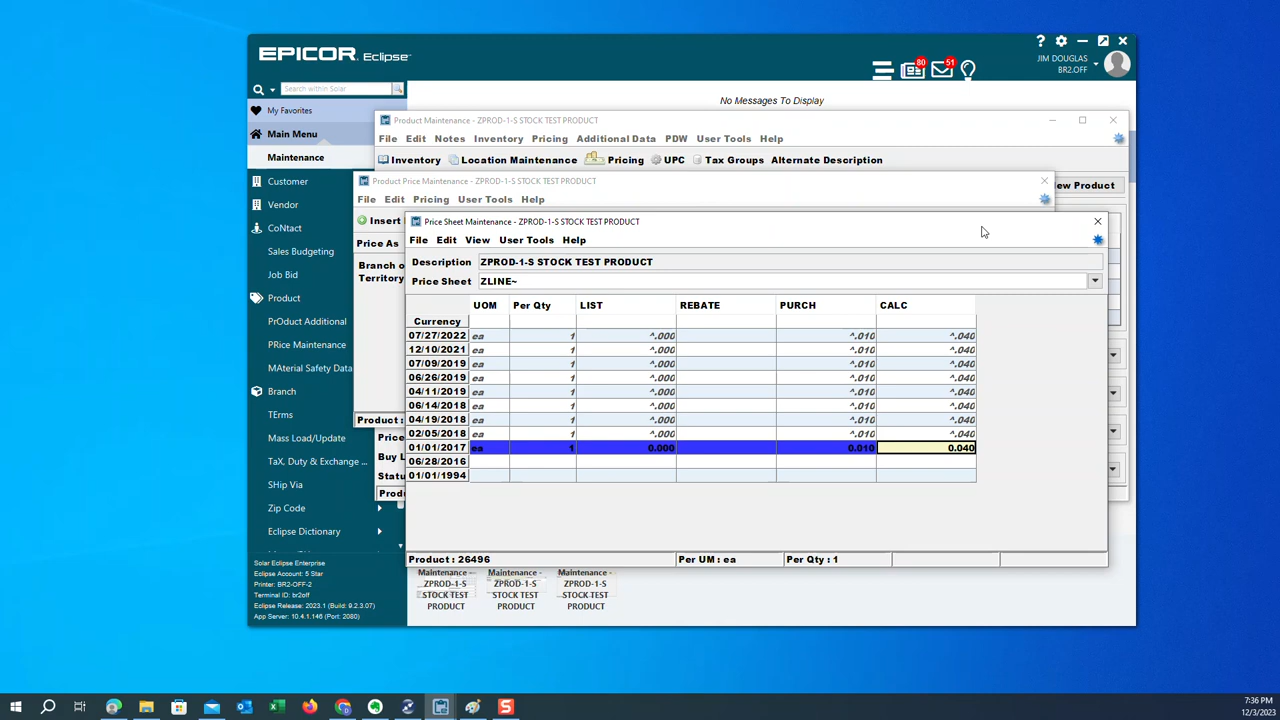 EPICOR Eclipse
?
80
51
JIM DOUGLAS
BR2.OFF
Search within Solar
No Messages To Display
My Favorites
Main Menu
Maintenance
Customer
Vendor
CoNtact
Sales Budgeting
Job Bid
Product
PrOduct Additional
PRice Maintenance
MAterial Safety Data
Branch
TErms
Mass Load/Update
TaX, Duty & Exchange ...
SHip Via
Zip Code
Eclipse Dictionary
Solar Eclipse Enterprise
Eclipse Account: 5 Star
Printer: BR2-OFF-2
Terminal ID: br2off
Eclipse Release: 2023.1 (Build: 9.2.3.07)
App Server: 10.4.1.146 (Port: 2080)
Product Maintenance - ZPROD-1-S STOCK TEST PRODUCT
File Edit Notes Inventory Pricing Additional Data PDW User Tools Help
Inventory Location Maintenance Pricing UPC Tax Groups Alternate Description
ew Product
Product Price Maintenance - ZPROD-1-S STOCK TEST PRODUCT
File Edit Pricing User Tools Help
Insert
Price As
Branch o
Territory
Product :
Price
Buy L
Statu
Produ
Price Sheet Maintenance - ZPROD-1-S STOCK TEST PRODUCT
File Edit View User Tools Help
Description ZPROD-1-S STOCK TEST PRODUCT
Price Sheet ZLINE~
UOM Per Qty LIST REBATE PURCH CALC
Currency
07/27/2022 ea 1 ^.000 ^.010 ^.040
12/10/2021 ea 1 ^.000 ^.010 ^.040
07/09/2019 ea 1 ^.000 ^.010 ^.040
06/26/2019 ea 1 ^.000 ^.010 ^.040
04/11/2019 ea 1 ^.000 ^.010 ^.040
06/14/2018 ea 1 ^.000 ^.010 ^.040
04/19/2018 ea 1 ^.000 ^.010 ^.040
02/05/2018 ea 1 ^.000 ^.010 ^.040
01/01/2017 ea 1 0.000 0.010 0.040
06/28/2016
01/01/1994
Product : 26496 Per UM : ea Per Qty : 1
Maintenance -- Maintenance - Maintenance -
ZPROD-1-S ZPROD-1-S ZPROD-1-S
STOCK TEST STOCK TEST STOCK TEST
PRODUCT PRODUCT PRODUCT
7:36 PM
12/3/2023